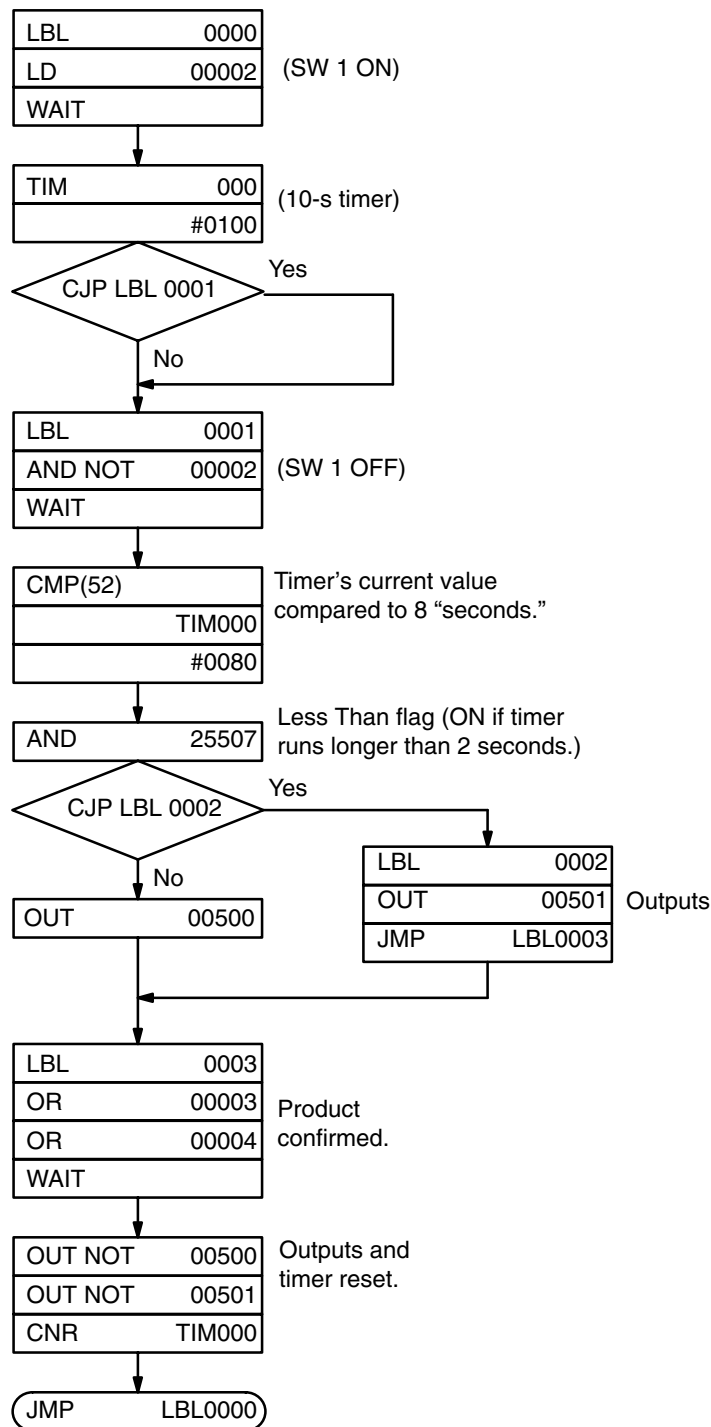 LBL 0000
LD 00002
(SW 1 ON)
WAIT
TIM 000
(10-s timer)
#0100
Yes
CJP LBL 0001
No
LBL 0001
AND NOT 00002
(SW 1 OFF)
WAIT
CMP(52)
TIM000
#0080
Timer’s current value
compared to 8 “seconds.”
AND 25507
Less Than flag (ON if timer
runs longer than 2 seconds.)
CJP LBL 0002
Yes
No
OUT 00500
LBL 0002
OUT 00501
JMP LBL0003
Outputs
LBL 0003
OR 00003
OR 00004
WAIT
Product
confirmed.
OUT NOT 00500
OUT NOT 00501
CNR TIM000
Outputs and
timer reset.
JMP LBL0000